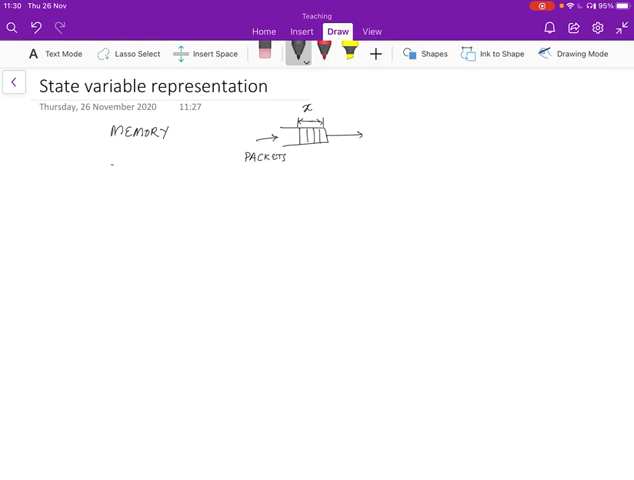 11:30 Thu 26 Nov
95%
Teaching
Home Insert Draw View
A Text Mode Lasso Select Insert Space Shapes Ink to Shape Drawing Mode
State variable representation
Thursday, 26 November 2020 11:27
x
MEMORY
PACKETS